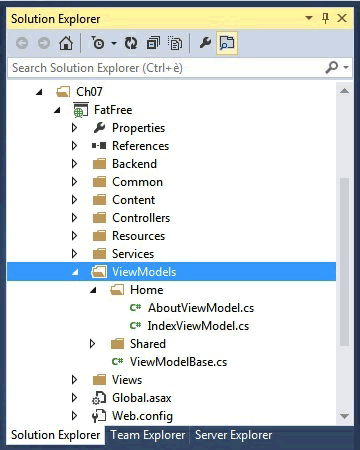 Solution Explorer
Search Solution Explorer (Ctrl+è)
Ch07
FatFree
Properties
References
Backend
Common
Content
Controllers
Resources
Services
ViewModels
Home
C# AboutViewModel.cs
C# IndexViewModel.cs
Shared
C# ViewModelBase.cs
Views
Global.asax
Web.config
Solution Explorer Team Explorer Server Explorer